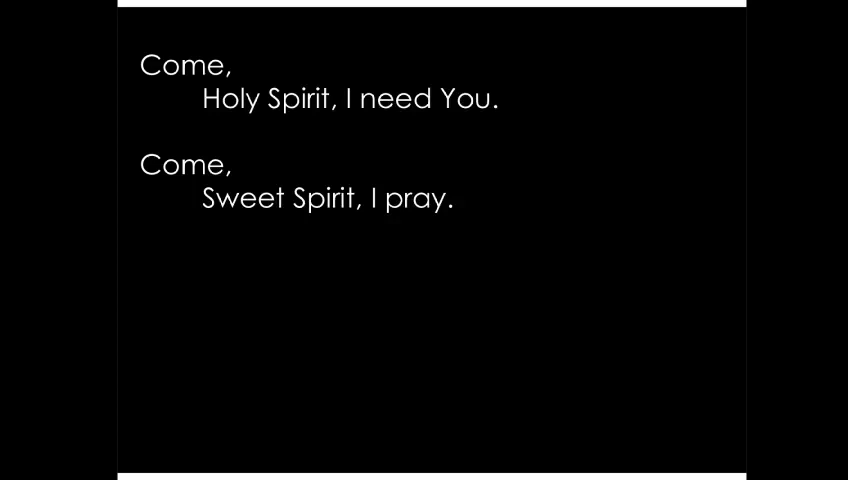 Come,
Holy Spirit, I need You.
Come,
Sweet Spirit, I pray.